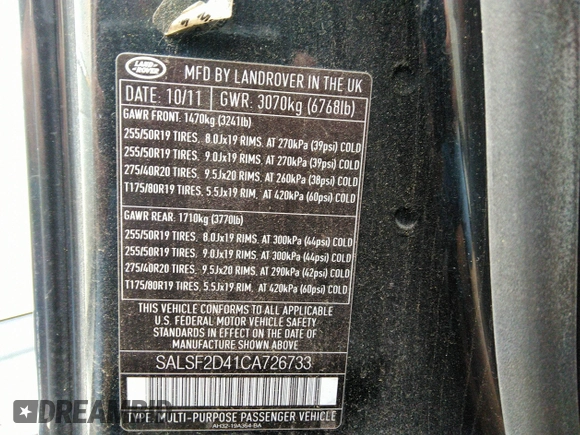 LAND
ROVER
MFD BY LANDROVER IN THE UK
DATE: 10/11 GWR: 3070kg (6768lb)
GAWR FRONT: 1470kg (3241lb)
255/50R19 TIRES. 8.0Jx19 RIMS. AT 270kPa (39psi) COLD
255/50R19 TIRES. 9.0Jx19 RIMS. AT 270kPa (39psi) COLD
275/40R20 TIRES. 9.5Jx20 RIMS. AT 260kPa (38psi) COLD
T175/80R19 TIRES. 5.5Jx19 RIM. AT 420kPa (60psi) COLD
GAWR REAR: 1710kg (3770lb)
255/50R19 TIRES. 8.0Jx19 RIMS. AT 300kPa (44psi) COLD
255/50R19 TIRES. 9.0Jx19 RIMS. AT 300kPa (44psi) COLD
275/40R20 TIRES. 9.5Jx20 RIMS. AT 290kPa (42psi) COLD
T175/80R19 TIRES. 5.5Jx19 RIM. AT 420kPa (60psi) COLD
THIS VEHICLE CONFORMS TO ALL APPLICABLE
U.S. FEDERAL MOTOR VEHICLE SAFETY
STANDARDS IN EFFECT ON THE DATE OF
MANUFACTURE SHOWN ABOVE
SALSF2D41CA726733
TYPE: MULTI-PURPOSE PASSENGER VEHICLE
AH32-19A364-BA
DREAMBID